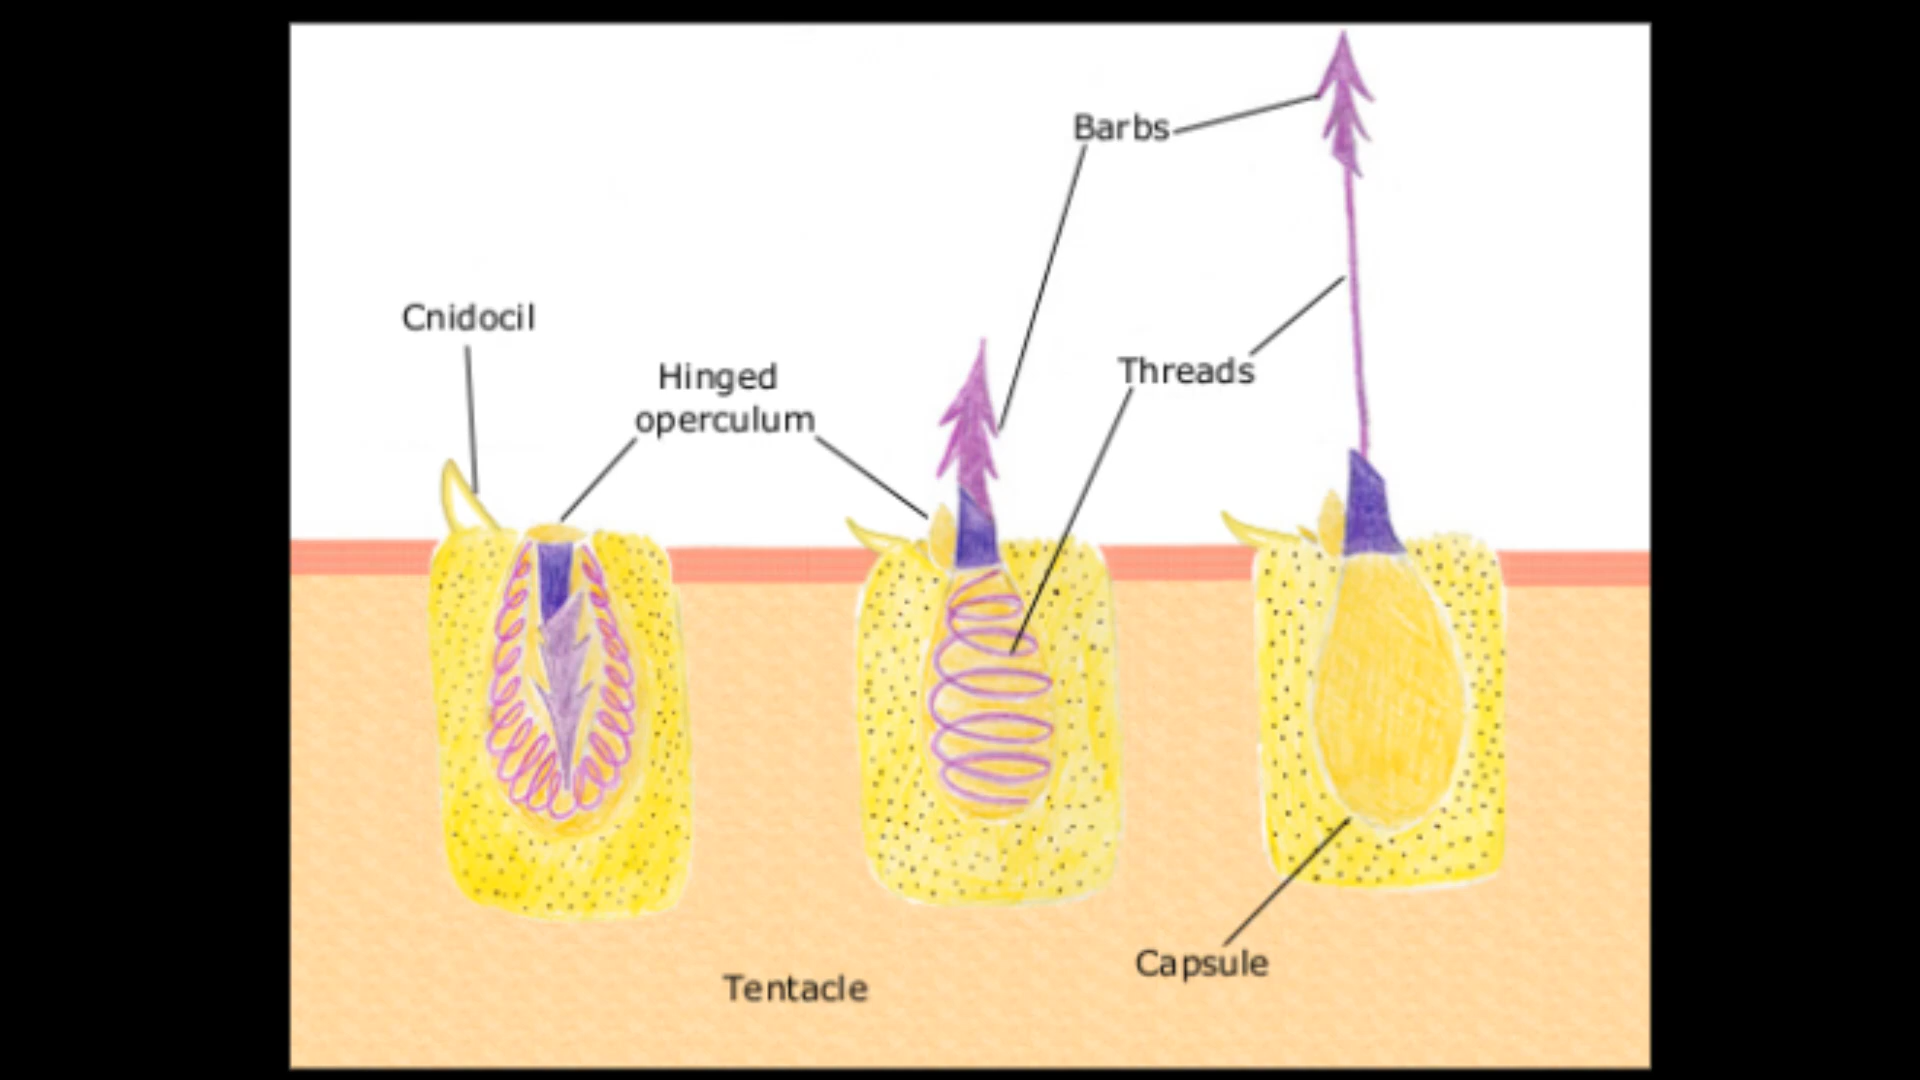 Barbs
Cnidocil
Hinged
operculum
Threads
Capsule
Tentacle